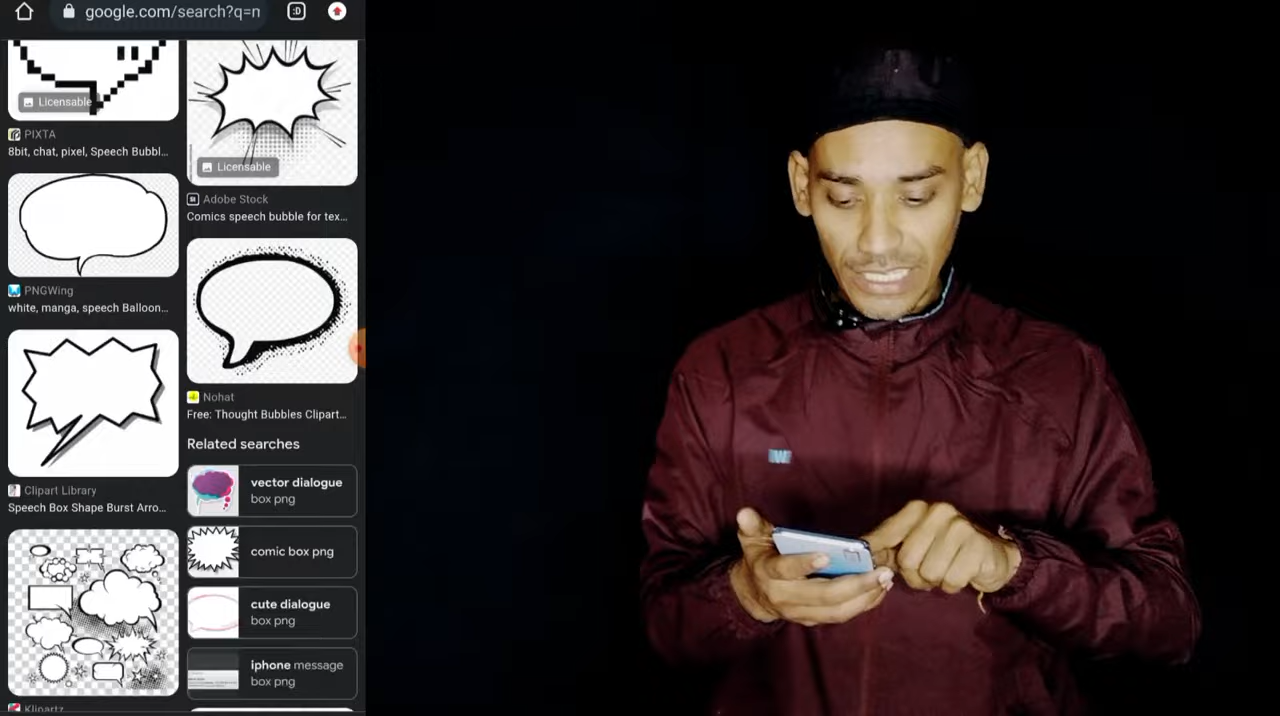 google.com/search?q=n
:D
Licensable
PIXTA
8bit, chat, pixel, Speech Bubbl...
Licensable
Adobe Stock
Comics speech bubble for tex...
PNGWing
white, manga, speech Balloon...
Nohat
Free: Thought Bubbles Clipart...
Clipart Library
Speech Box Shape Burst Arro...
Related searches
vector dialogue
box png
comic box png
cute dialogue
box png
iphone message
box png
Klipartz
W